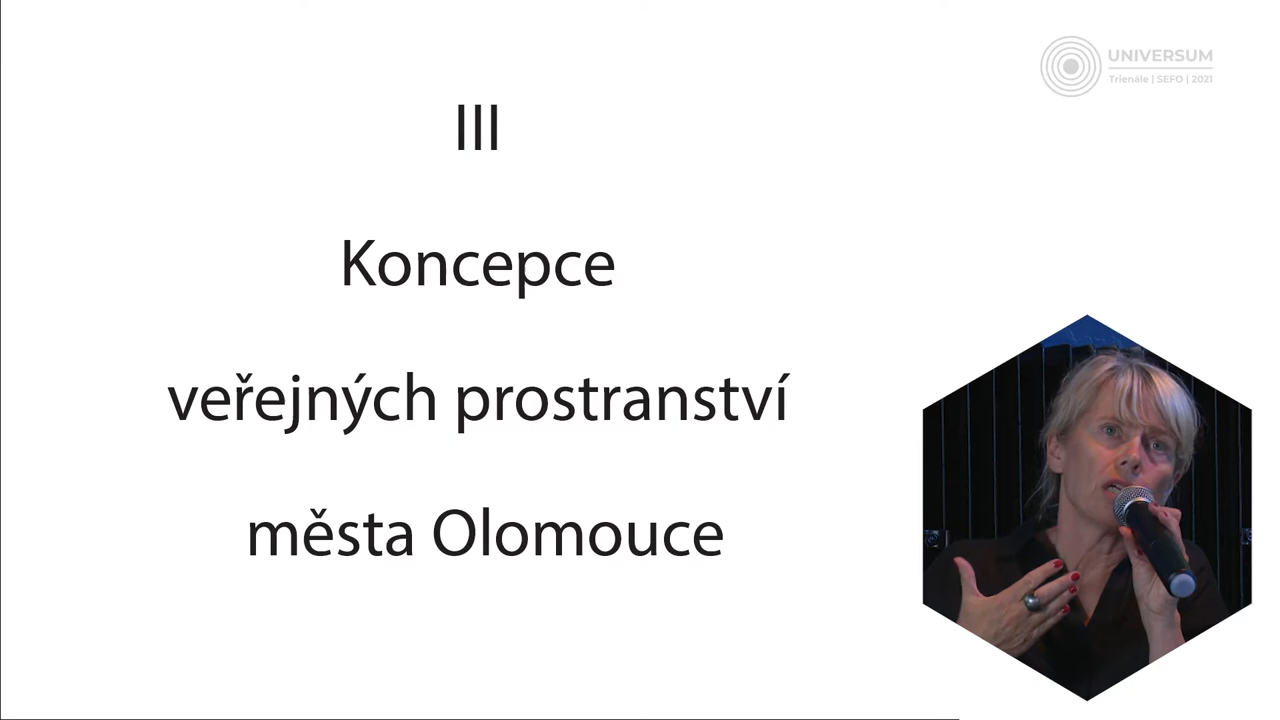 III
Koncepce
veřejných prostranství
města Olomouce
UNIVERSUM
Trienále | SEFO | 2021